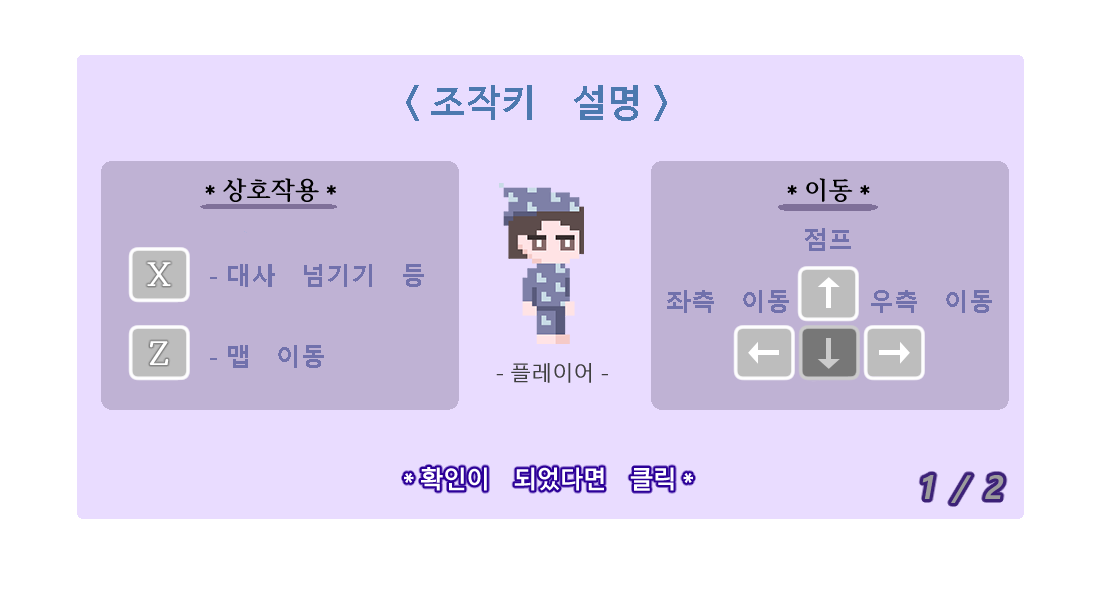 〈 조작키 설명 〉
* 상호작용 *
X - 대사 넘기기 등
Z - 맵 이동
- 플레이어 -
* 이동 *
점프
좌측 이동 ↑ 우측 이동
← ↓ →
* 확인이 되었다면 클릭 *
1 / 2